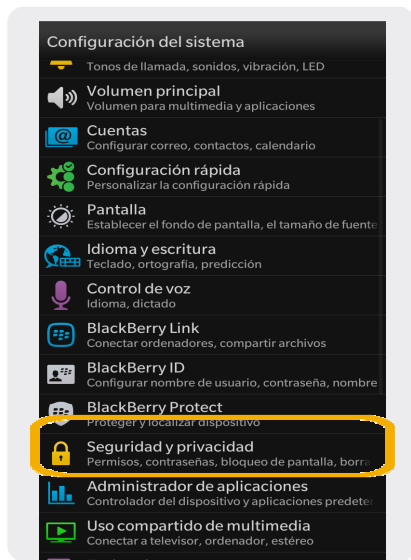 Configuración del sistema
Tonos de llamada, sonidos, vibración, LED
Volumen principal
Volumen para multimedia y aplicaciones
Cuentas
Configurar correo, contactos, calendario
Configuración rápida
Personalizar la configuración rápida
Pantalla
Establecer el fondo de pantalla, el tamaño de fuente
Idioma y escritura
Teclado, ortografía, predicción
Control de voz
Idioma, dictado
BlackBerry Link
Conectar ordenadores, compartir archivos
BlackBerry ID
Configurar nombre de usuario, contraseña, nombre
BlackBerry Protect
Proteger y localizar dispositivo
Seguridad y privacidad
Permisos, contraseñas, bloqueo de pantalla, borra
Administrador de aplicaciones
Controlador del dispositivo y aplicaciones predete
Uso compartido de multimedia
Conectar a televisor, ordenador, estéreo